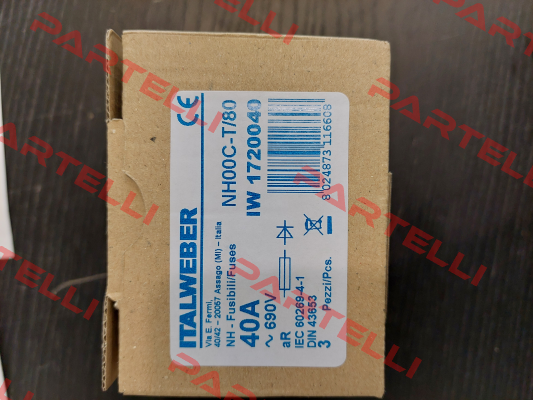 ITALWEBER
Via E. Fermi,
40/42 – 20057 Assago (MI) – Italia
NH - Fusibili/Fuses
NH00C-T/80
40A
IW 1720040
~ 690V
aR
IEC 60269-4-1
DIN 43653
3 Pezzi/Pcs.
8 024873 116608
CE
PARTELLI
PARTELLI
PARTELLI
PARTELLI
PARTELLI
PARTELLI